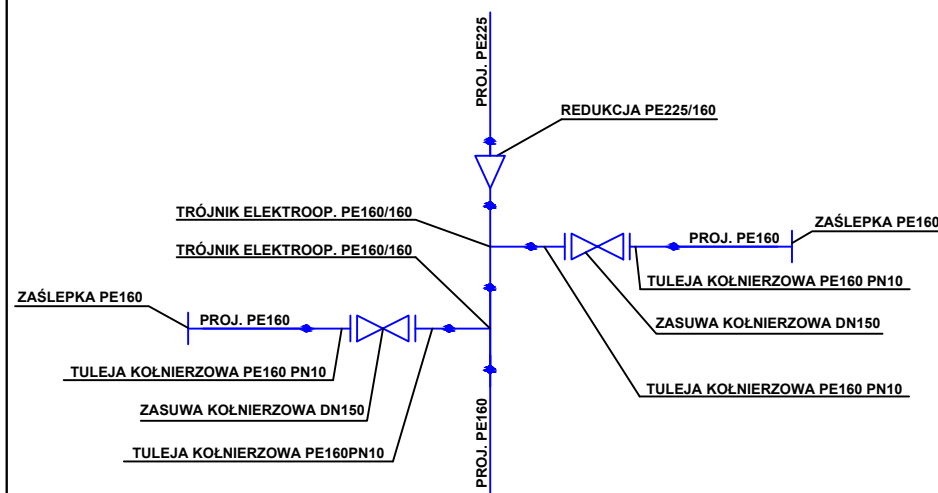 PROJ. PE225
REDUKCJA PE225/160
TRÓJNIK ELEKTROOP. PE160/160
ZAŚLEPKA PE160
PROJ. PE160
TRÓJNIK ELEKTROOP. PE160/160
TULEJA KOŁNIERZOWA PE160 PN10
ZAŚLEPKA PE160
PROJ. PE160
ZASUWA KOŁNIERZOWA DN150
TULEJA KOŁNIERZOWA PE160 PN10
TULEJA KOŁNIERZOWA PE160 PN10
ZASUWA KOŁNIERZOWA DN150
TULEJA KOŁNIERZOWA PE160PN10
PROJ. PE160